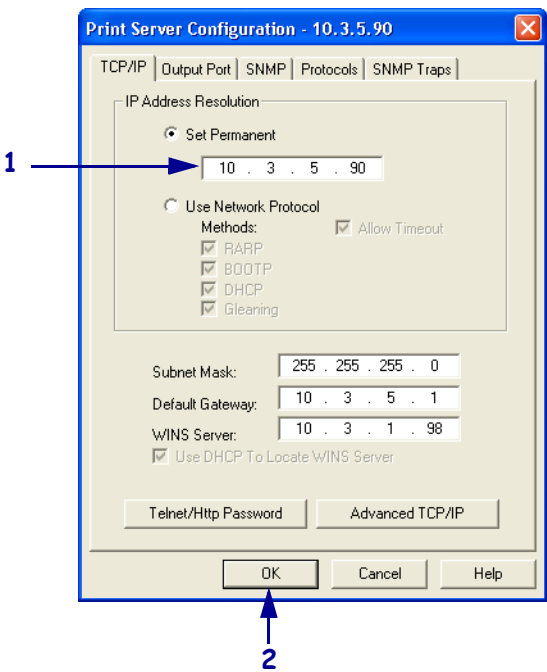 Print Server Configuration - 10.3.5.90
TCP/IP Output Port SNMP Protocols SNMP Traps
IP Address Resolution
Set Permanent
1
10 . 3 . 5 . 90
Use Network Protocol
Methods: Allow Timeout
RARP
BOOTP
DHCP
Gleaning
Subnet Mask: 255 . 255 . 255 . 0
Default Gateway: 10 . 3 . 5 . 1
WINS Server: 10 . 3 . 1 . 98
Use DHCP To Locate WINS Server
Telnet/Http Password Advanced TCP/IP
OK Cancel Help
2